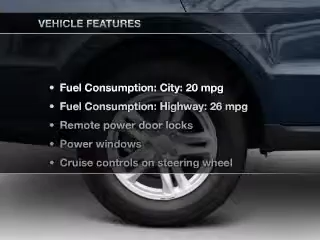 VEHICLE FEATURES
• Fuel Consumption: City: 20 mpg
• Fuel Consumption: Highway: 26 mpg
• Remote power door locks
• Power windows
• Cruise controls on steering wheel